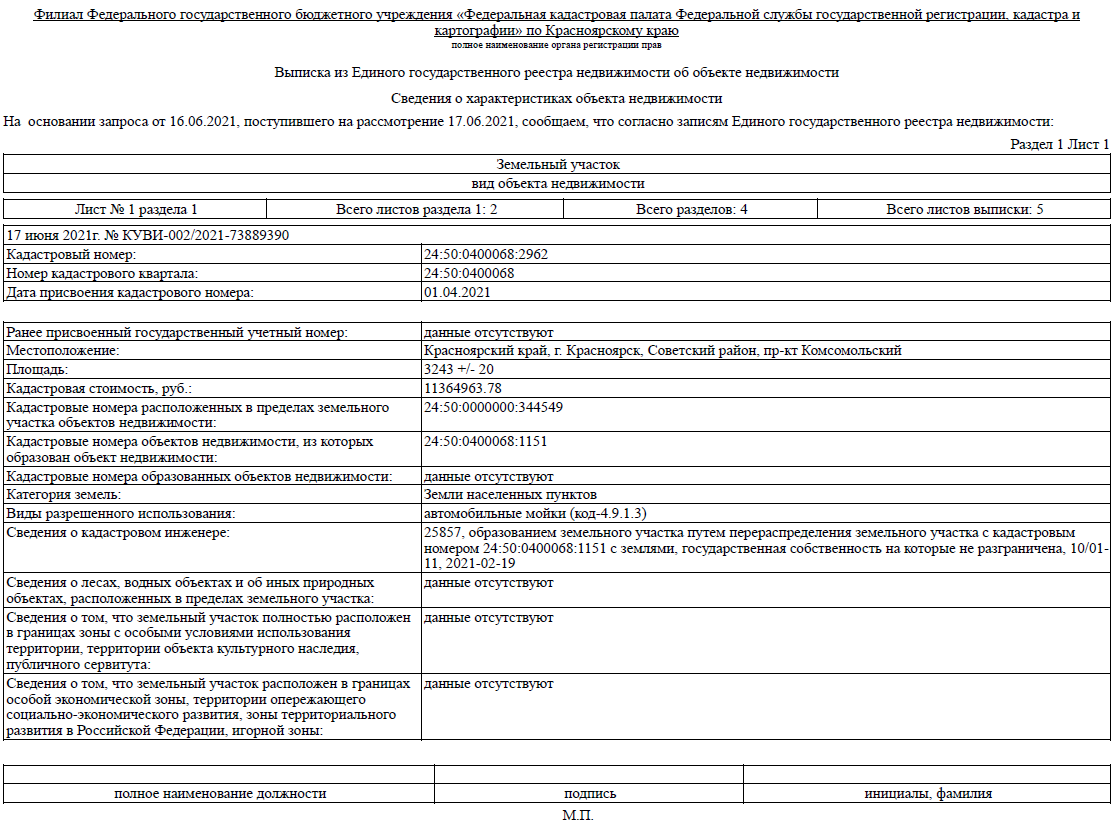 Филиал Федерального государственного бюджетного учреждения «Федеральная кадастровая палата Федеральной службы государственной регистрации, кадастра и
картографии» по Красноярскому краю
полное наименование органа регистрации прав
Выписка из Единого государственного реестра недвижимости об объекте недвижимости
Сведения о характеристиках объекта недвижимости
На основании запроса от 16.06.2021, поступившего на рассмотрение 17.06.2021, сообщаем, что согласно записям Единого государственного реестра недвижимости:
Раздел 1 Лист 1
Земельный участок
вид объекта недвижимости
Лист № 1 раздела 1 Всего листов раздела 1: 2 Всего разделов: 4 Всего листов выписки: 5
17 июня 2021г. № КУВИ-002/2021-73889390
Кадастровый номер: 24:50:0400068:2962
Номер кадастрового квартала: 24:50:0400068
Дата присвоения кадастрового номера: 01.04.2021
Ранее присвоенный государственный учетный номер: данные отсутствуют
Местоположение: Красноярский край, г. Красноярск, Советский район, пр-кт Комсомольский
Площадь: 3243 +/- 20
Кадастровая стоимость, руб.: 11364963.78
Кадастровые номера расположенных в пределах земельного
участка объектов недвижимости:
24:50:0000000:344549
Кадастровые номера объектов недвижимости, из которых
образован объект недвижимости:
24:50:0400068:1151
Кадастровые номера образованных объектов недвижимости: данные отсутствуют
Категория земель: Земли населенных пунктов
Виды разрешенного использования: автомобильные мойки (код-4.9.1.3)
Сведения о кадастровом инженере:
25857, образованием земельного участка путем перераспределения земельного участка с кадастровым
номером 24:50:0400068:1151 с землями, государственная собственность на которые не разграничена, 10/01-
11, 2021-02-19
Сведения о лесах, водных объектах и об иных природных
объектах, расположенных в пределах земельного участка:
данные отсутствуют
Сведения о том, что земельный участок полностью расположен
в границах зоны с особыми условиями использования
территории, территории объекта культурного наследия,
публичного сервитута:
данные отсутствуют
Сведения о том, что земельный участок расположен в границах
особой экономической зоны, территории опережающего
социально-экономического развития, зоны территориального
развития в Российской Федерации, игорной зоны:
данные отсутствуют
полное наименование должности подпись инициалы, фамилия
М.П.